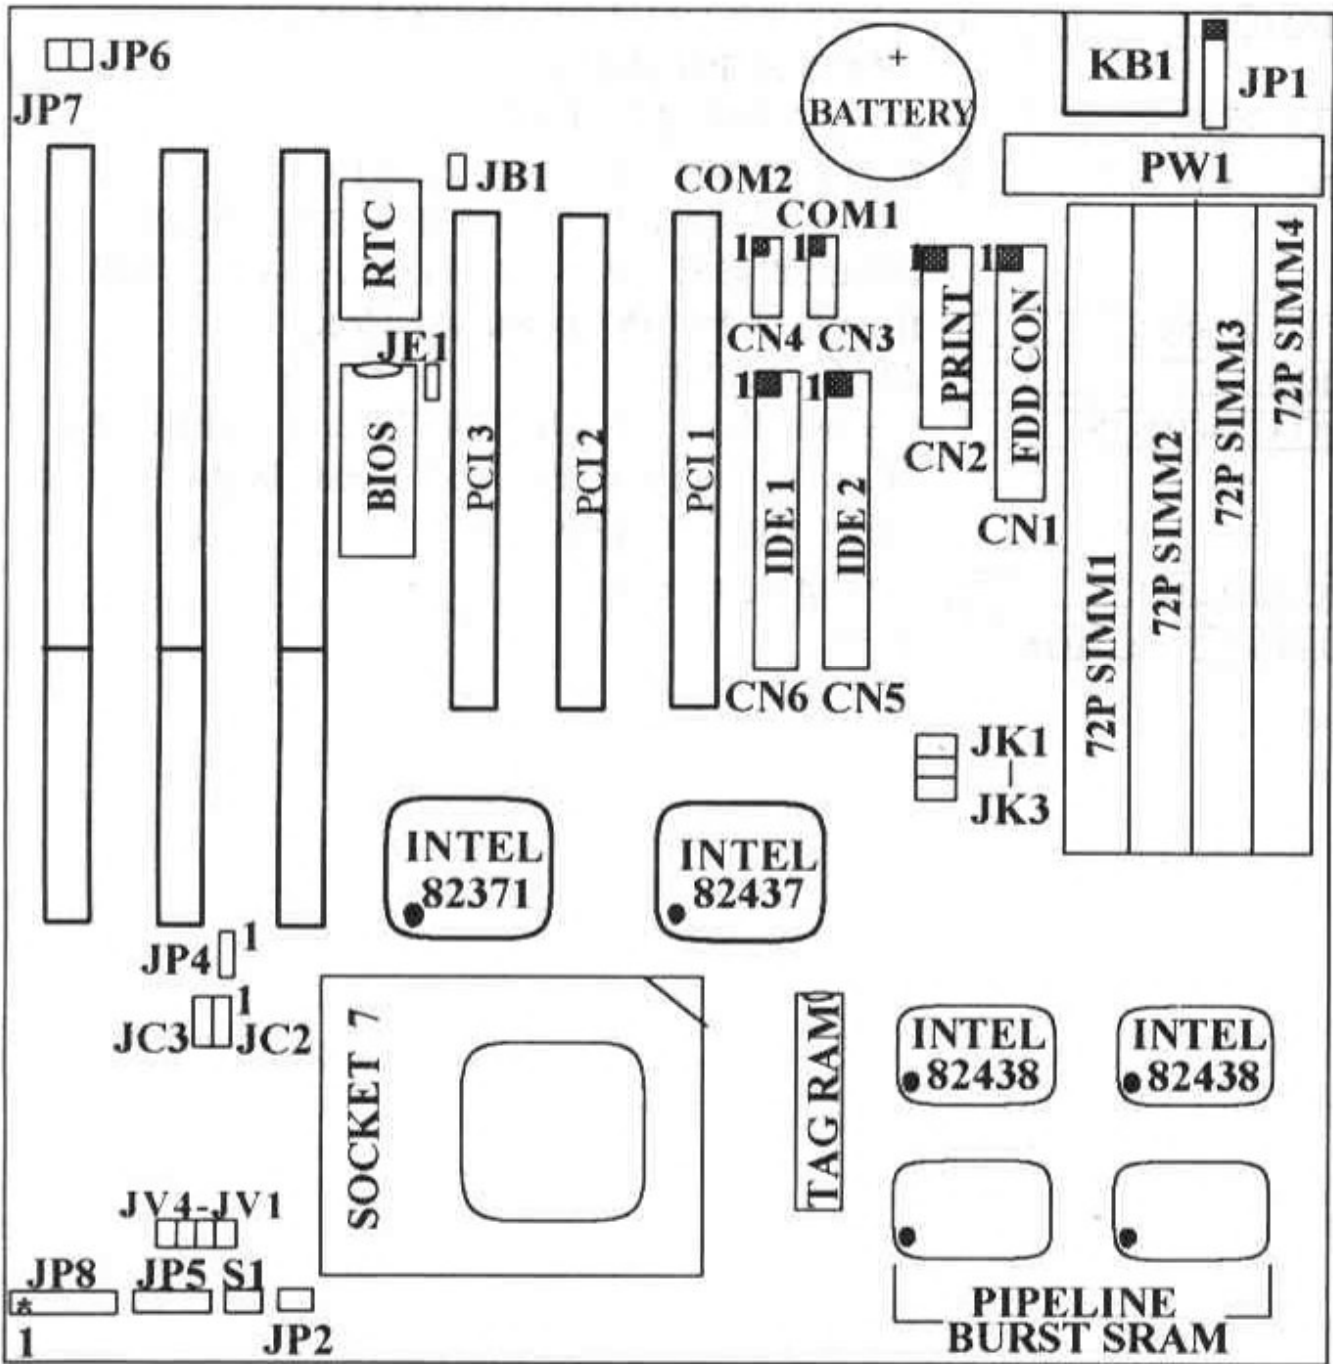 JP6
JP7
+
BATTERY
KB1
JP1
PW1
RTC
JB1
COM2
COM1
1
1
CN4
CN3
1
PRINT
CN2
1
FDD CON
CN1
72P SIMM1
72P SIMM2
72P SIMM3
72P SIMM4
JE1
BIOS
PCI 3
PCI 2
PCI 1
1
IDE 1
CN6
1
IDE 2
CN5
JK1
|
JK3
INTEL
82371
INTEL
82437
JP4
1
1
JC3
JC2
SOCKET 7
TAG RAM
INTEL
82438
INTEL
82438
JV4-JV1
JP8
JP5
S1
*
1
JP2
PIPELINE
BURST SRAM